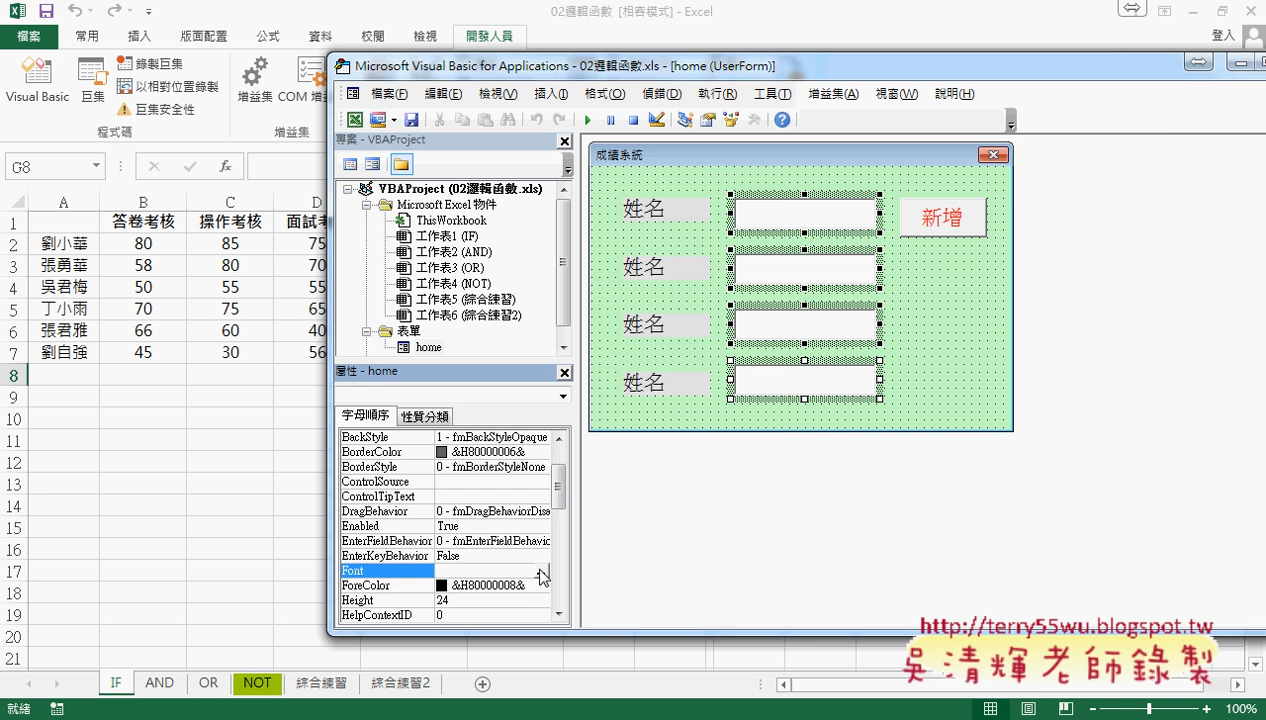 02邏輯函數 [相容模式] - Excel
檔案 常用 插入 版面配置 公式 資料 校閱 檢視 開發人員 登入
Visual Basic 巨集 錄製巨集 以相對位置錄製 巨集安全性 增益集 COM 增益
程式碼 增益集
G8
A B C D
1 答卷考核 操作考核 面試考
2 劉小華 80 85 75
3 張勇華 58 80 70
4 吳君梅 50 55 55
5 丁小雨 70 75 65
6 張君雅 66 60 40
7 劉自強 45 30 56
8
9
10
11
12
13
14
15
16
17
18
19
20
21
IF AND OR NOT 綜合練習 綜合練習2
就緒 100%
Microsoft Visual Basic for Applications - 02邏輯函數.xls - [home (UserForm)]
檔案(F) 編輯(E) 檢視(V) 插入(I) 格式(O) 偵錯(D) 執行(R) 工具(T) 增益集(A) 視窗(W) 說明(H)
專案 - VBAProject
VBAProject (02邏輯函數.xls)
Microsoft Excel 物件
ThisWorkbook
工作表1 (IF)
工作表2 (AND)
工作表3 (OR)
工作表4 (NOT)
工作表5 (綜合練習)
工作表6 (綜合練習2)
表單
home
屬性 - home
字母順序 性質分類
BackStyle 1 - fmBackStyleOpaque
BorderColor &H80000006&
BorderStyle 0 - fmBorderStyleNone
ControlSource
ControlTipText
DragBehavior 0 - fmDragBehaviorDisa
Enabled True
EnterFieldBehavior 0 - fmEnterFieldBehavio
EnterKeyBehavior False
Font
ForeColor &H80000008&
Height 24
HelpContextID 0
成績系統
姓名 新增
姓名
姓名
姓名
http://terry55wu.blogspot.tw
吳清輝老師錄製